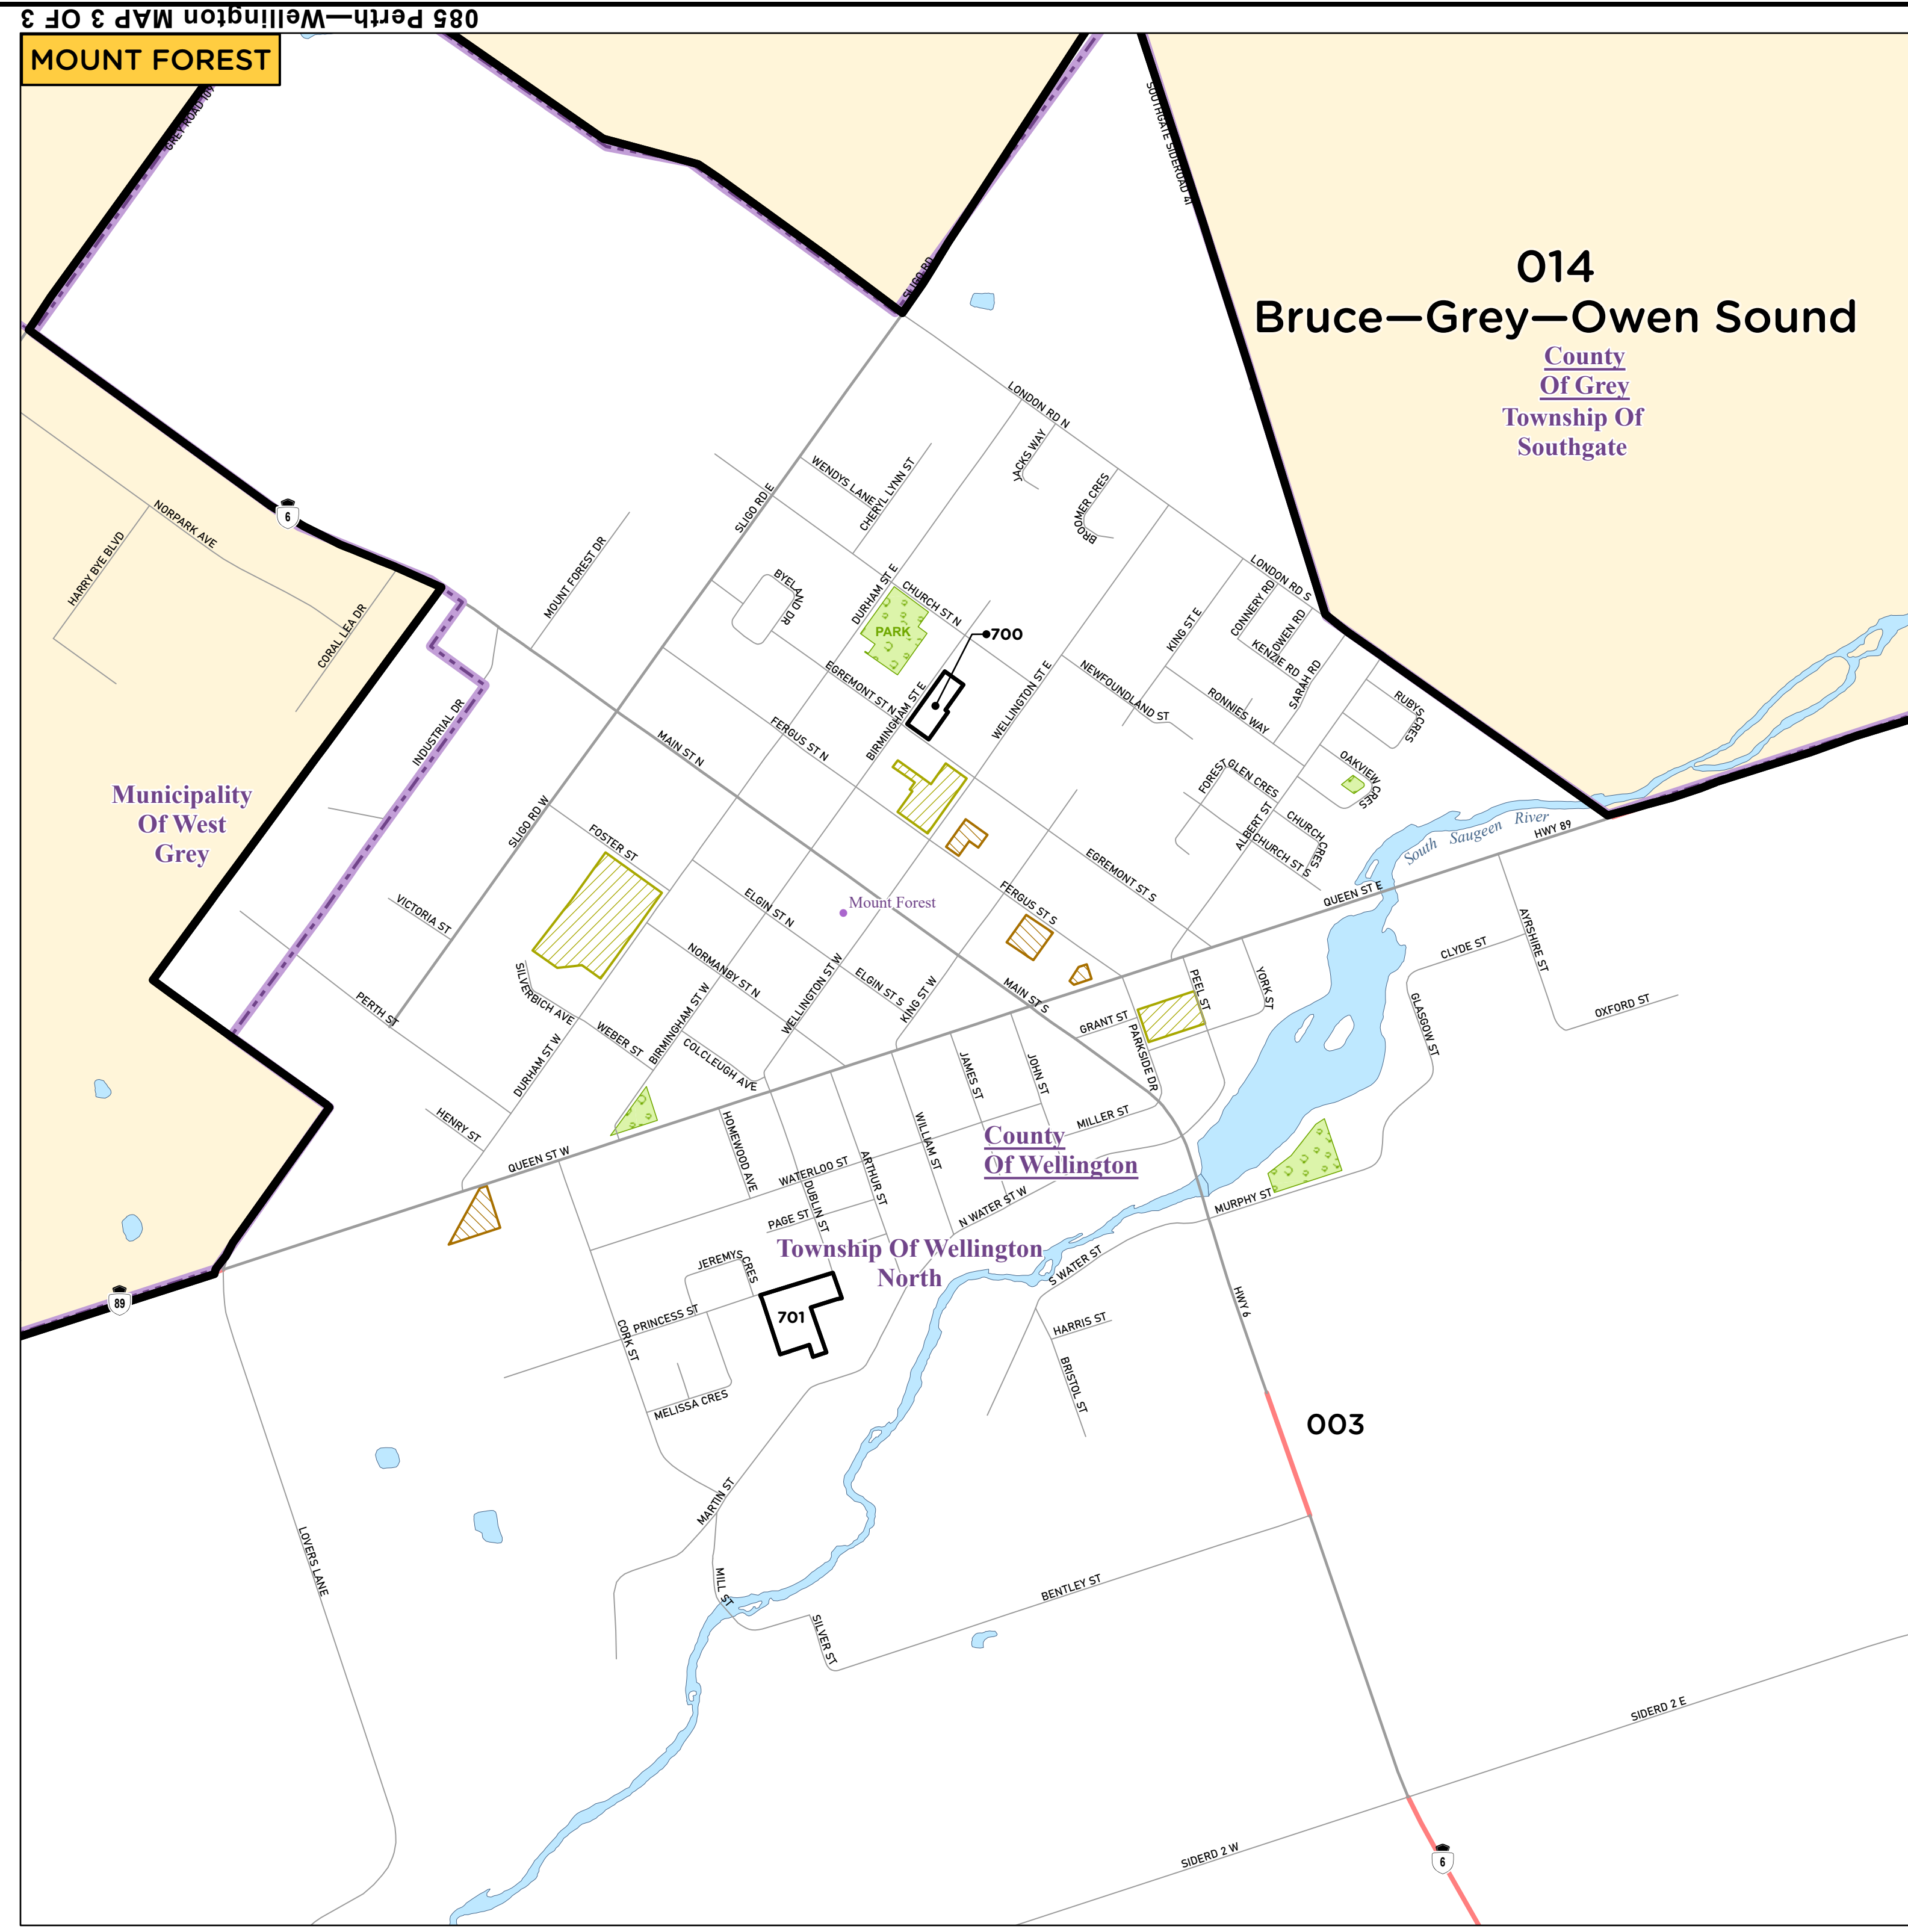 085 Perth—Wellington MAP 3 OF 3
MOUNT FOREST
GREY ROAD 109
SLIGO RD
SOUTHGATE SIDEROAD 41
014
Bruce—Grey—Owen Sound
County
Of Grey
Township Of
Southgate
LONDON RD N
JACKS WAY
WENDYS LANE
CHERYL LYNN ST
BROOMER CRES
SLIGO RD E
6
NORPARK AVE
HARRY BYE BLVD
CORAL LEA DR
MOUNT FOREST DR
BYELAND DR
DURHAM ST E
CHURCH ST N
PARK
700
LONDON RD S
CONNERY RD
OWEN RD
KENZIE RD
KING ST E
SARAH RD
EGREMONT ST N
BIRMINGHAM ST E
WELLINGTON ST E
NEWFOUNDLAND ST
RONNIES WAY
RUBYS CRES
INDUSTRIAL DR
MAIN ST N
FERGUS ST N
FOREST GLEN CRES
OAKVIEW CRES
Municipality
Of West
Grey
SLIGO RD W
FOSTER ST
ALBERT ST
CHURCH CRES
CHURCH ST S
South Saugeen River
HWY 89
EGREMONT ST S
FERGUS ST S
QUEEN ST E
Mount Forest
ELGIN ST N
VICTORIA ST
NORMANBY ST N
ELGIN ST S
AYRSHIRE ST
CLYDE ST
SILVERBICH AVE
PERTH ST
WEBER ST
BIRMINGHAM ST W
WELLINGTON ST W
KING ST W
MAIN ST S
PEEL ST
YORK ST
GRANT ST
PARKSIDE DR
GLASGOW ST
OXFORD ST
DURHAM ST W
COLCLEUGH AVE
JAMES ST
JOHN ST
HENRY ST
QUEEN ST W
HOMEWOOD AVE
WILLIAM ST
MILLER ST
County
Of Wellington
WATERLOO ST
ARTHUR ST
DUBLIN ST
PAGE ST
N WATER ST W
MURPHY ST
Township Of Wellington
North
JEREMYS CRES
S WATER ST
89
PRINCESS ST
701
CORK ST
HARRIS ST
HWY 6
BRISTOL ST
MELISSA CRES
003
MARTIN ST
LOVERS LANE
MILL ST
BENTLEY ST
SILVER ST
SIDERD 2 E
SIDERD 2 W
6